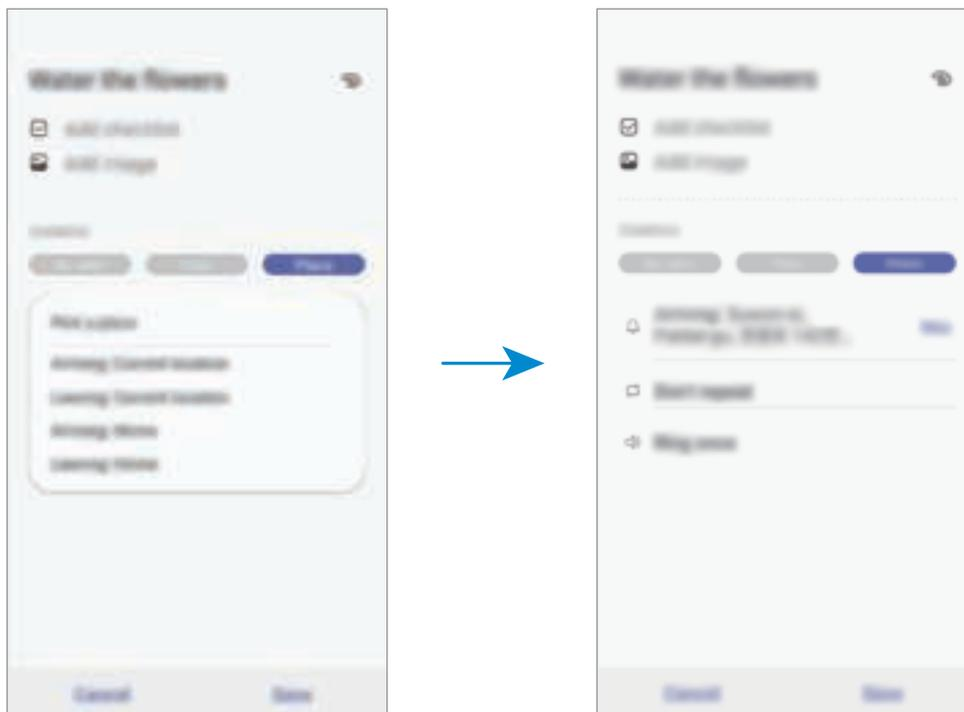 Water the flowers
Add checklist
Add image
Place
Pick a place
Arriving: Current location
Leaving: Current location
Arriving: Home
Leaving: Home
Cancel
Save
Water the flowers
Add checklist
Add image
Place
Don't repeat
Ring once
Cancel
Save